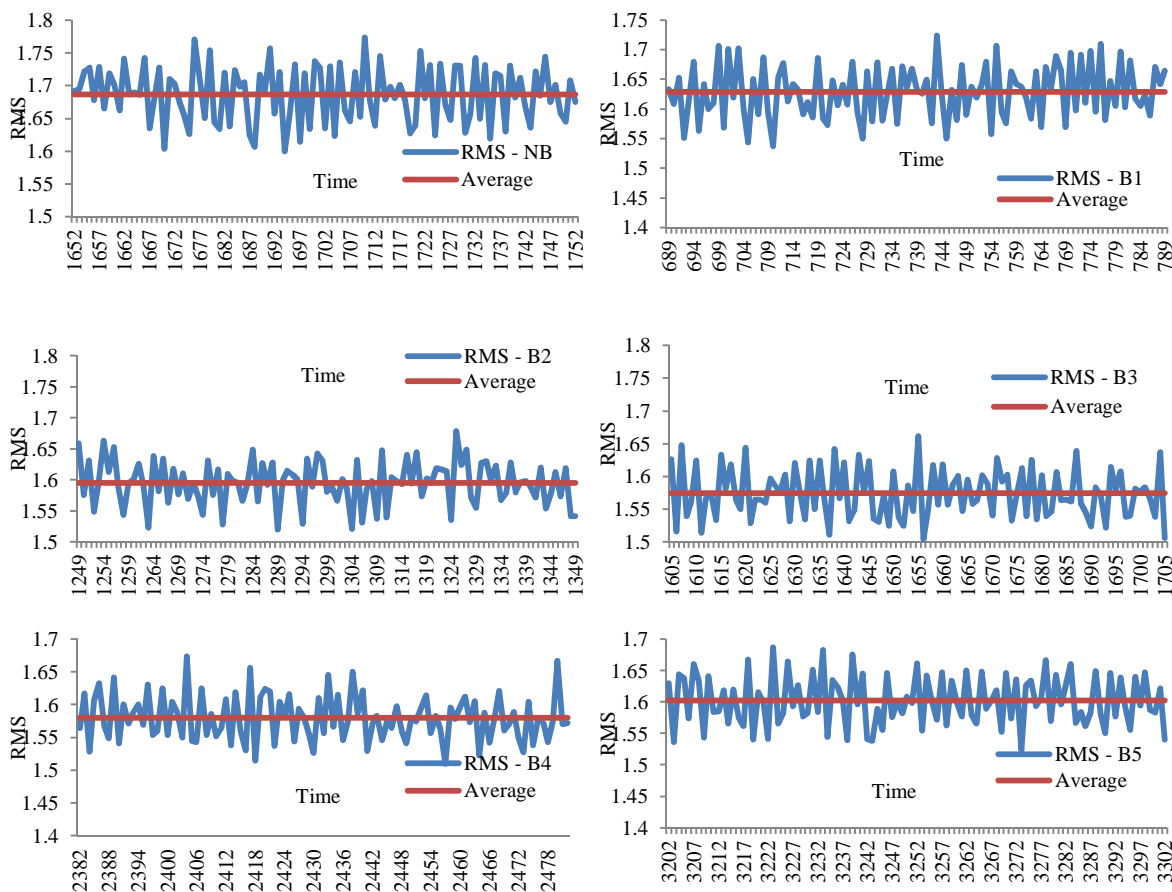 1.8
1.75
1.7
1.65
1.6
1.55
1.5
RMS
Time
RMS - NB
Average
1652 1657 1662 1667 1672 1677 1682 1687 1692 1697 1702 1707 1712 1717 1722 1727 1732 1737 1742 1747 1752
1.75
1.7
1.65
1.6
1.55
1.5
1.45
1.4
RMS
Time
RMS - B1
Average
689 694 699 704 709 714 719 724 729 734 739 744 749 754 759 764 769 774 779 784 789
1.8
1.75
1.7
1.65
1.6
1.55
1.5
RMS
Time
RMS - B2
Average
1249 1254 1259 1264 1269 1274 1279 1284 1289 1294 1299 1304 1309 1314 1319 1324 1329 1334 1339 1344 1349
1.8
1.75
1.7
1.65
1.6
1.55
1.5
RMS
Time
RMS - B3
Average
1605 1610 1615 1620 1625 1630 1635 1640 1645 1650 1655 1660 1665 1670 1675 1680 1685 1690 1695 1700 1705
1.7
1.65
1.6
1.55
1.5
1.45
1.4
RMS
Time
RMS - B4
Average
2382 2388 2394 2400 2406 2412 2418 2424 2430 2436 2442 2448 2454 2460 2466 2472 2478
1.7
1.65
1.6
1.55
1.5
1.45
1.4
RMS
Time
RMS - B5
Average
3202 3207 3212 3217 3222 3227 3232 3237 3242 3247 3252 3257 3262 3267 3272 3277 3282 3287 3292 3297 3302